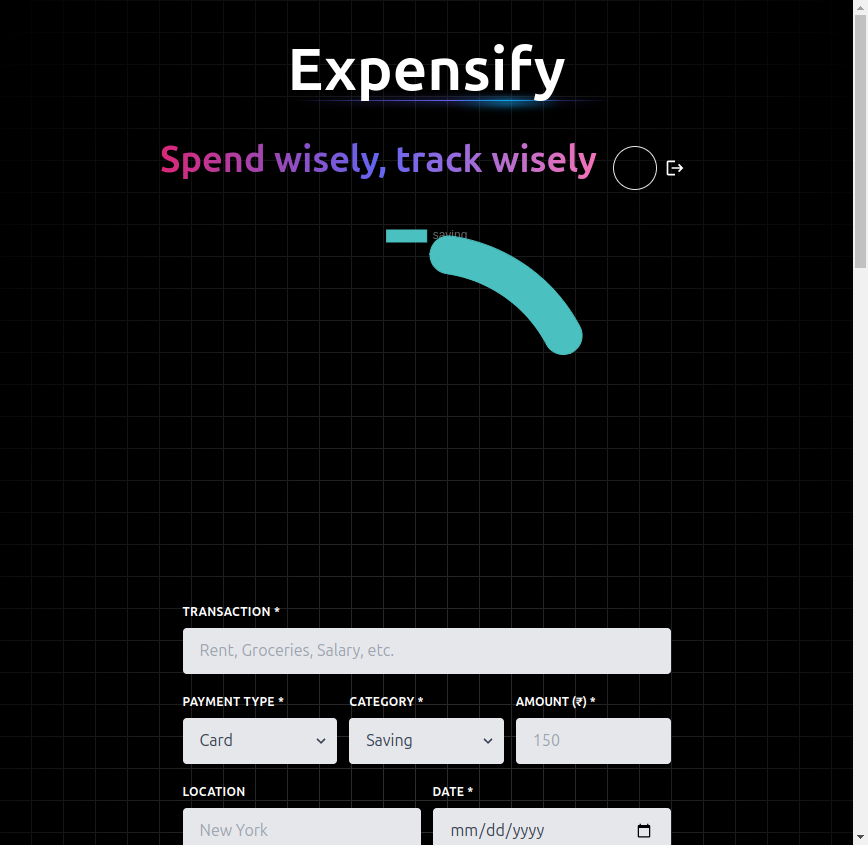 Expensify
Spend wisely, track wisely
saving
TRANSACTION *
Rent, Groceries, Salary, etc.
PAYMENT TYPE * CATEGORY * AMOUNT (₹) *
Card Saving 150
LOCATION DATE *
New York mm/dd/yyyy